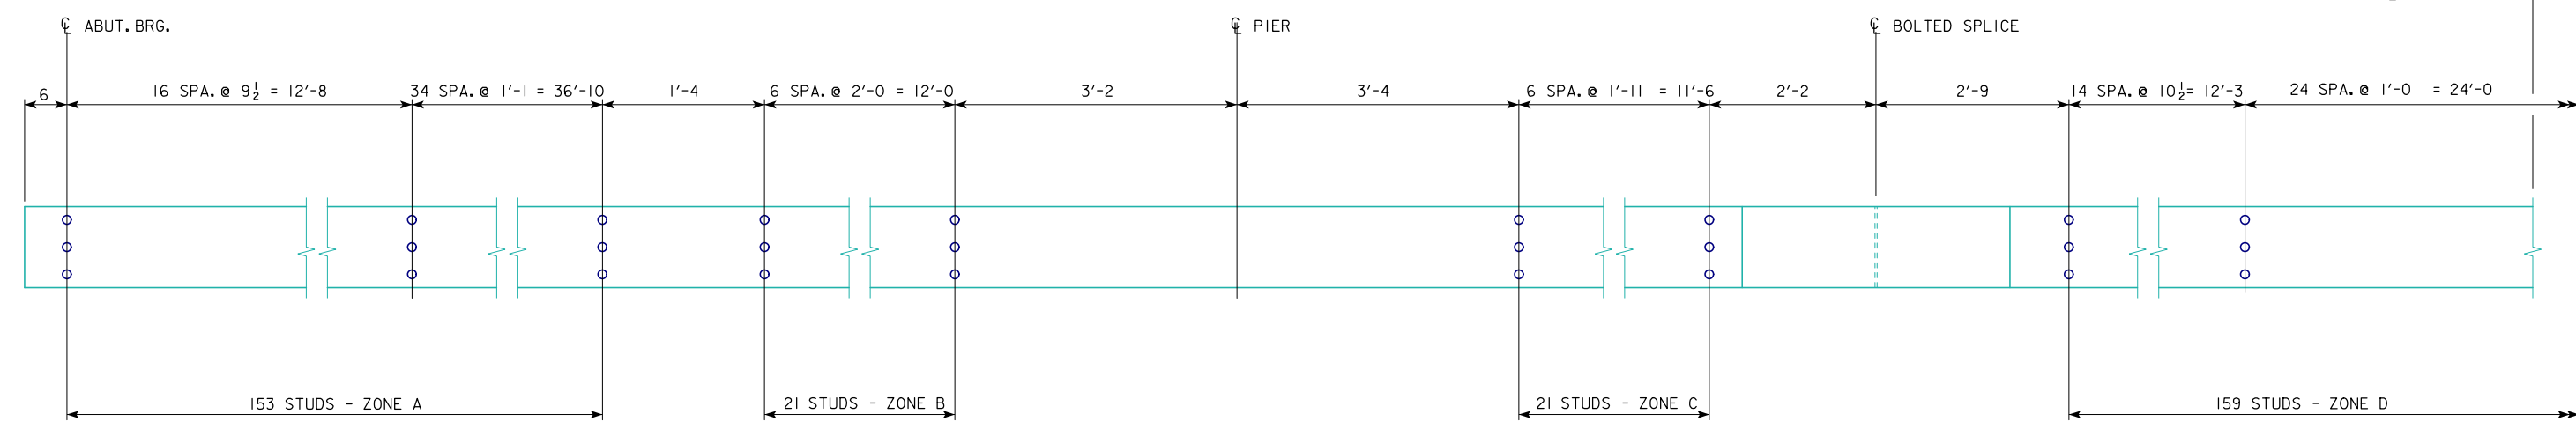 ℄ ABUT. BRG.
℄ PIER
℄ BOLTED SPLICE
6
16 SPA. @ 9½ = 12'-8
34 SPA. @ 1'-1 = 36'-10
1'-4
6 SPA. @ 2'-0 = 12'-0
3'-2
3'-4
6 SPA. @ 1'-11 = 11'-6
2'-2
2'-9
14 SPA. @ 10½ = 12'-3
24 SPA. @ 1'-0 = 24'-0
153 STUDS - ZONE A
21 STUDS - ZONE B
21 STUDS - ZONE C
159 STUDS - ZONE D